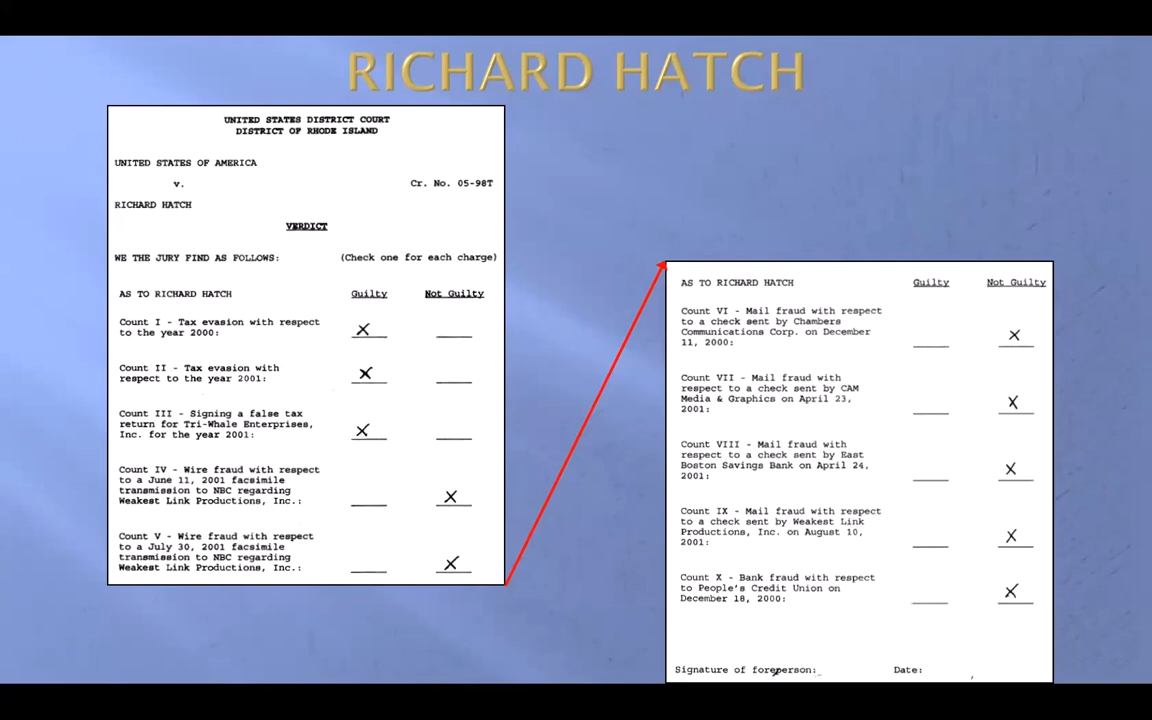 RICHARD HATCH
UNITED STATES DISTRICT COURT
DISTRICT OF RHODE ISLAND
UNITED STATES OF AMERICA
v. Cr. No. 05-98T
RICHARD HATCH
VERDICT
WE THE JURY FIND AS FOLLOWS: (Check one for each charge)
AS TO RICHARD HATCH Guilty Not Guilty
Count I - Tax evasion with respect
to the year 2000: X
Count II - Tax evasion with
respect to the year 2001: X
Count III - Signing a false tax
return for Tri-Whale Enterprises,
Inc. for the year 2001: X
Count IV - Wire fraud with respect
to a June 11, 2001 facsimile
transmission to NBC regarding
Weakest Link Productions, Inc.: X
Count V - Wire fraud with respect
to a July 30, 2001 facsimile
transmission to NBC regarding
Weakest Link Productions, Inc.: X
AS TO RICHARD HATCH Guilty Not Guilty
Count VI - Mail fraud with respect
to a check sent by Chambers
Communications Corp. on December
11, 2000: X
Count VII - Mail fraud with
respect to a check sent by CAM
Media & Graphics on April 23,
2001: X
Count VIII - Mail fraud with
respect to a check sent by East
Boston Savings Bank on April 24,
2001: X
Count IX - Mail fraud with respect
to a check sent by Weakest Link
Productions, Inc. on August 10,
2001: X
Count X - Bank fraud with respect
to People's Credit Union on
December 18, 2000: X
Signature of foreperson: Date: